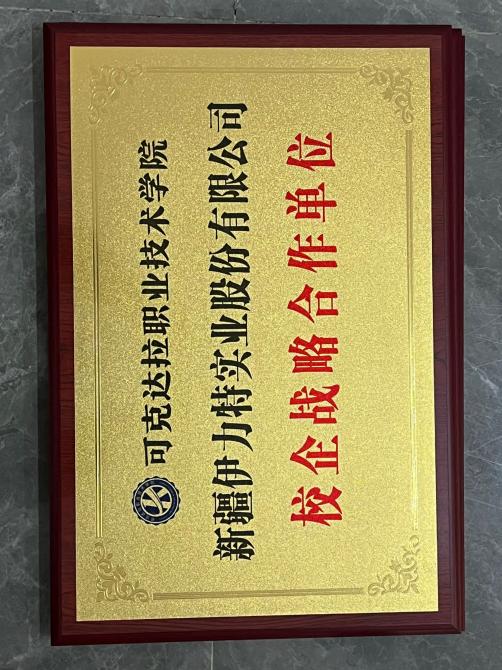 可克达拉职业技术学院
新疆伊力特实业股份有限公司
校企战略合作单位